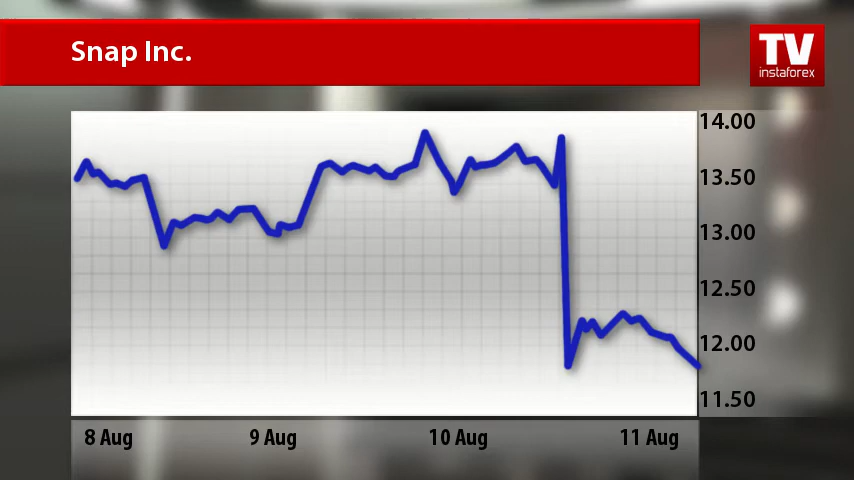 Snap Inc.
TV
instaforex
14.00
13.50
13.00
12.50
12.00
11.50
8 Aug
9 Aug
10 Aug
11 Aug